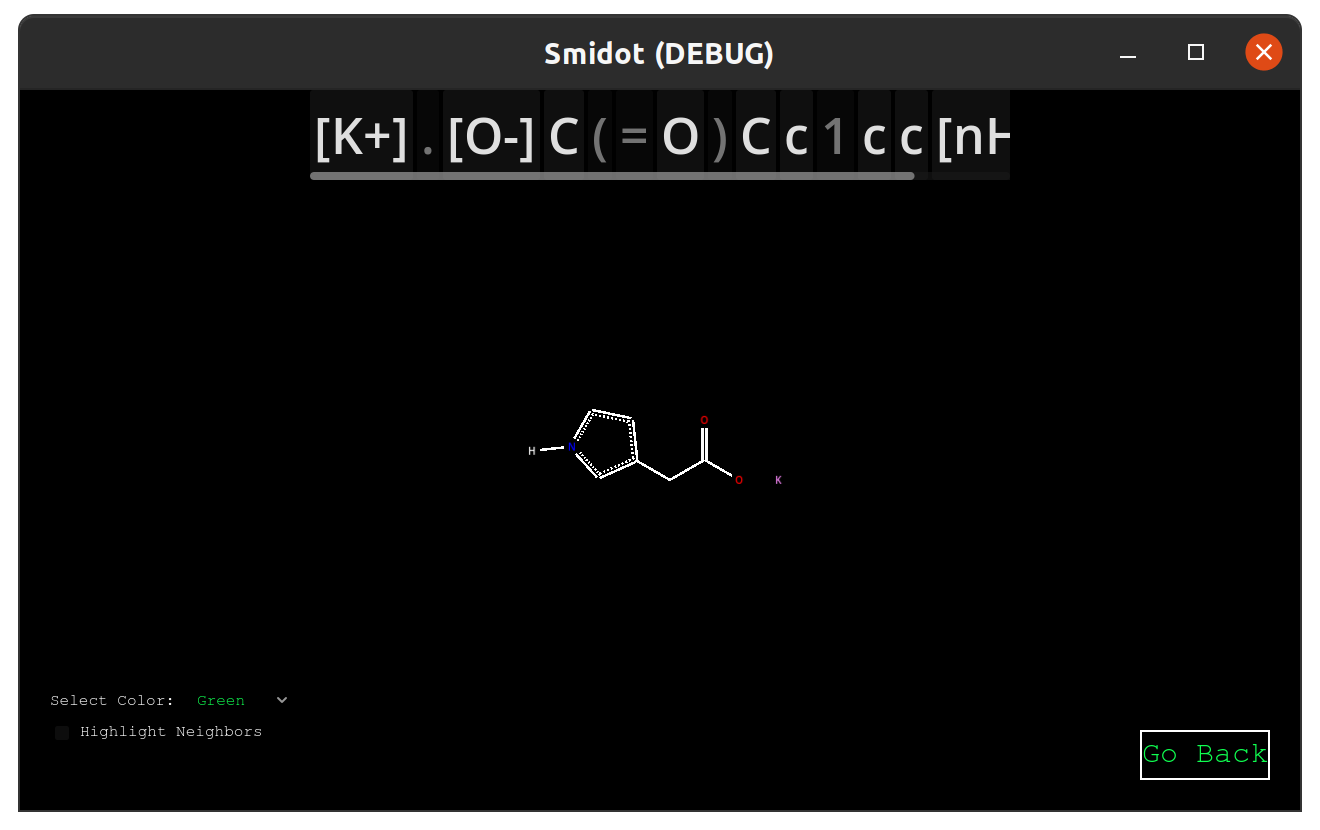 Smidot (DEBUG)
[K+] . [O-] C ( = O ) C c 1 c c [nH
O
H N O K
Select Color: Green
Highlight Neighbors
Go Back